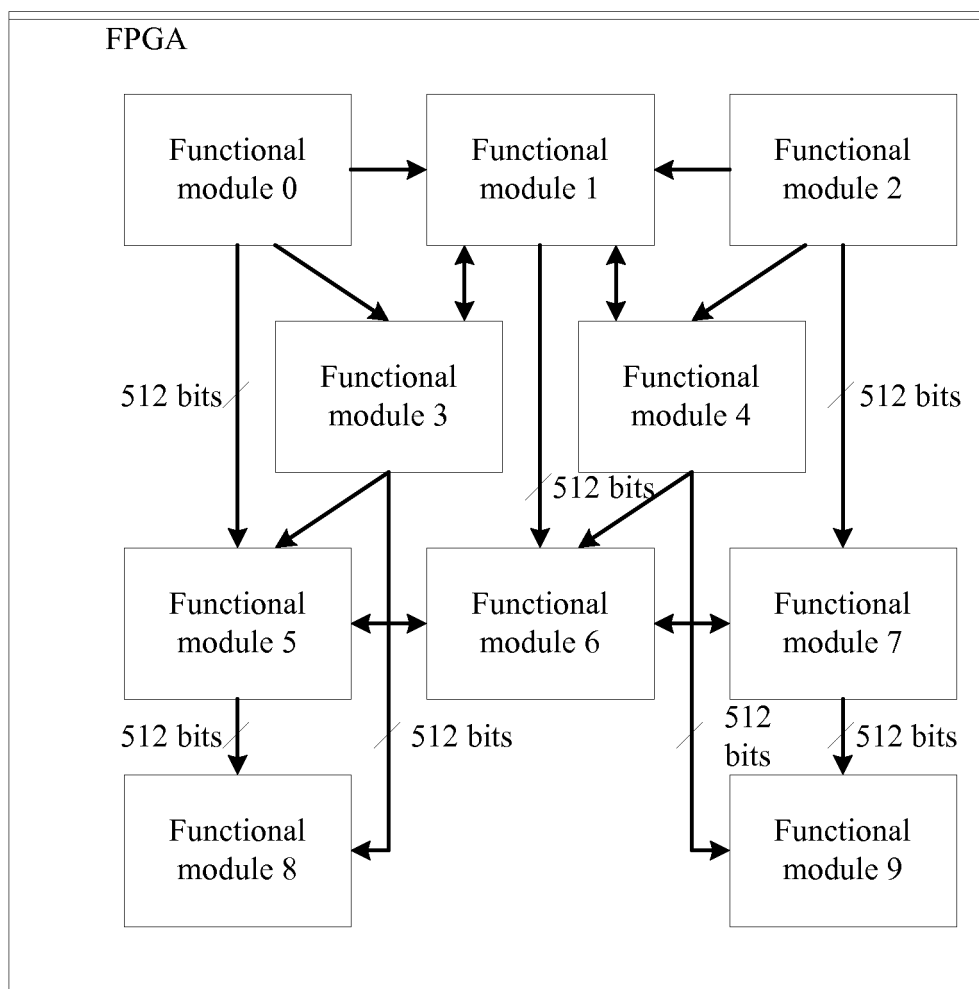 FPGA
Functional
module 0
Functional
module 1
Functional
module 2
Functional
module 3
Functional
module 4
512 bits
512 bits
512 bits
Functional
module 5
Functional
module 6
Functional
module 7
512 bits
512 bits
512
bits
512 bits
Functional
module 8
Functional
module 9